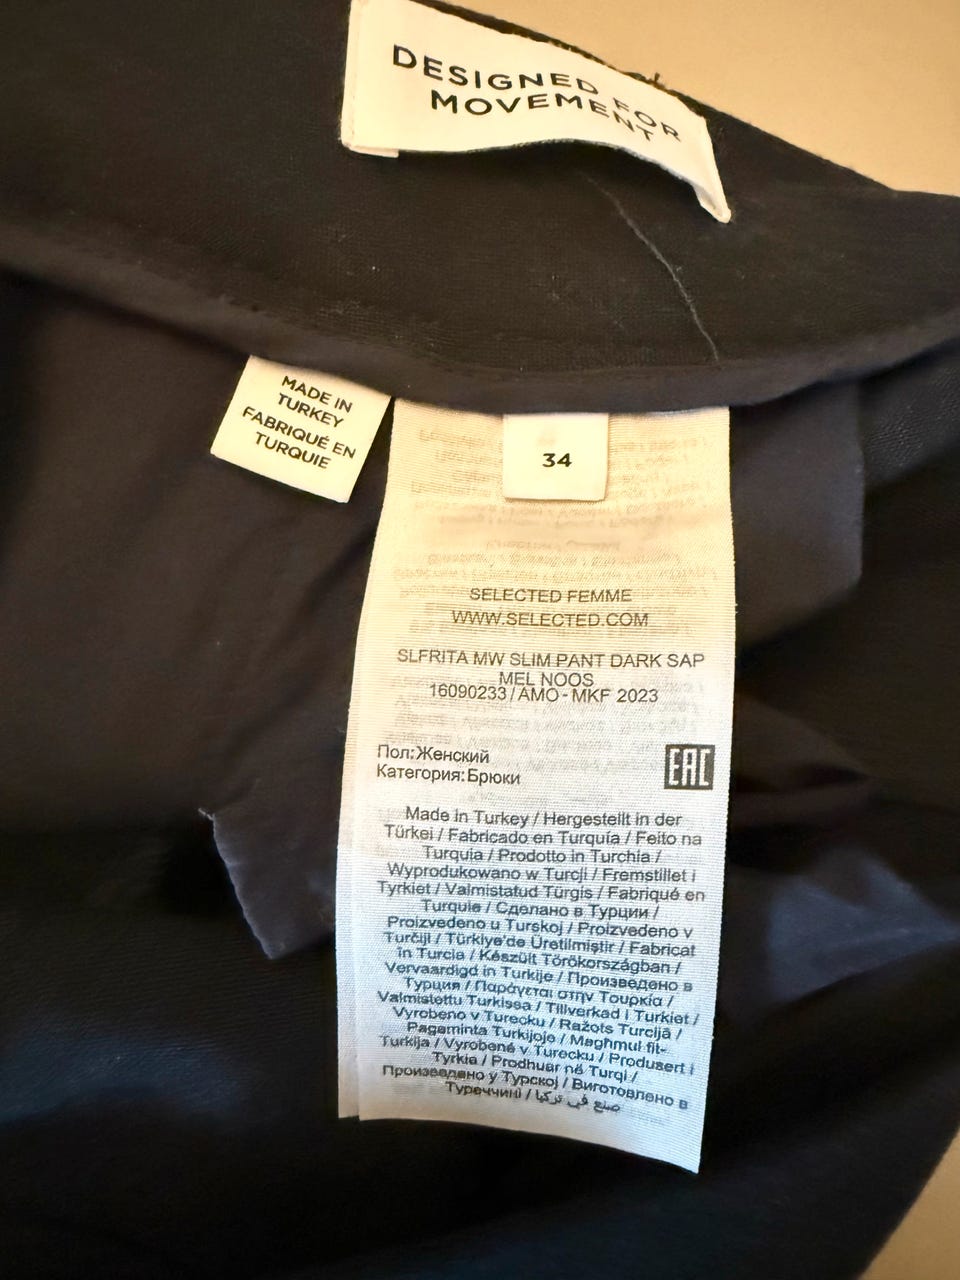 DESIGNED FOR
MOVEMENT
MADE IN
TURKEY
FABRIQUÉ EN
TURQUIE
34
SELECTED FEMME
WWW.SELECTED.COM
SLFRITA MW SLIM PANT DARK SAP
MEL NOOS
16090233/AMO-MKF 2023
Пол:Женский
Категория:Брюки
EAC
Made in Turkey / Hergestellt in der
Türkei / Fabricado en Turquía / Feito na
Turquia / Prodotto in Turchia /
Wyprodukowano w Turcji / Fremstillet i
Tyrkiet / Valmistatud Türgis / Fabriqué en
Turquie / Сделано в Турции /
Proizvedeno u Turskoj / Proizvedeno v
Turčiji / Türkiye'de Üretilmiştir / Fabricat
în Turcia / Készült Törökországban /
Vervaardigd in Turkije / Произведено в
Турция / Παράγεται στην Τουρκία /
Valmistettu Turkissa / Tillverkad i Turkiet /
Vyrobeno v Turecku / Ražots Turcijā /
Pagaminta Turkijoje / Magħmul fit-
Turkija / Vyrobené v Turecku / Produsert i
Tyrkia / Prodhuar në Turqi /
Произведено у Турској / Виготовлено в
Туреччині / صنع في تركيا